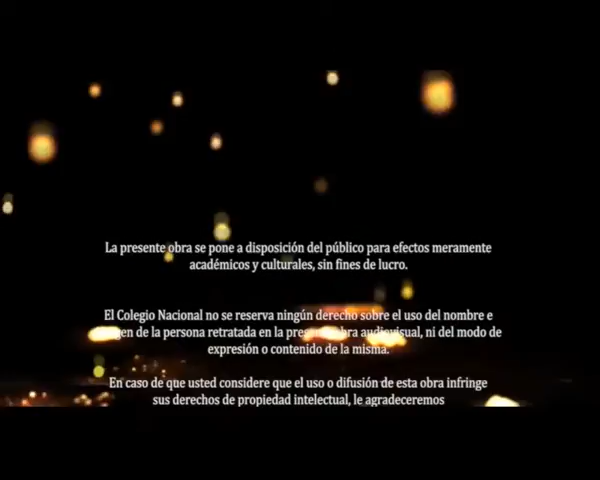 La presente obra se pone a disposición del público para efectos meramente
académicos y culturales, sin fines de lucro.
El Colegio Nacional no se reserva ningún derecho sobre el uso del nombre e
imagen de la persona retratada en la presente obra audiovisual, ni del modo de
expresión o contenido de la misma.
En caso de que usted considere que el uso o difusión de esta obra infringe
sus derechos de propiedad intelectual, le agradeceremos